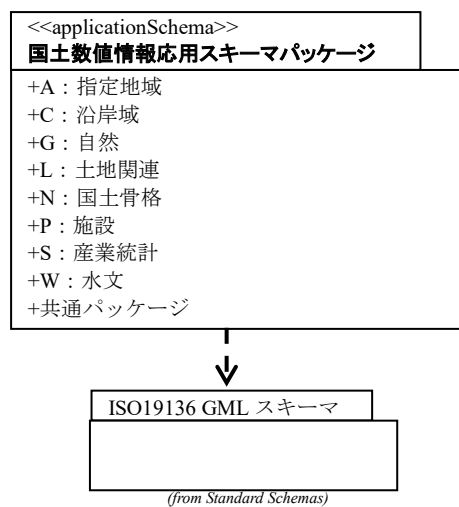 <<applicationSchema>>
国土数値情報応用スキーマパッケージ
+A：指定地域
+C：沿岸域
+G：自然
+L：土地関連
+N：国土骨格
+P：施設
+S：産業統計
+W：水文
+共通パッケージ
ISO19136 GML スキーマ
(from Standard Schemas)